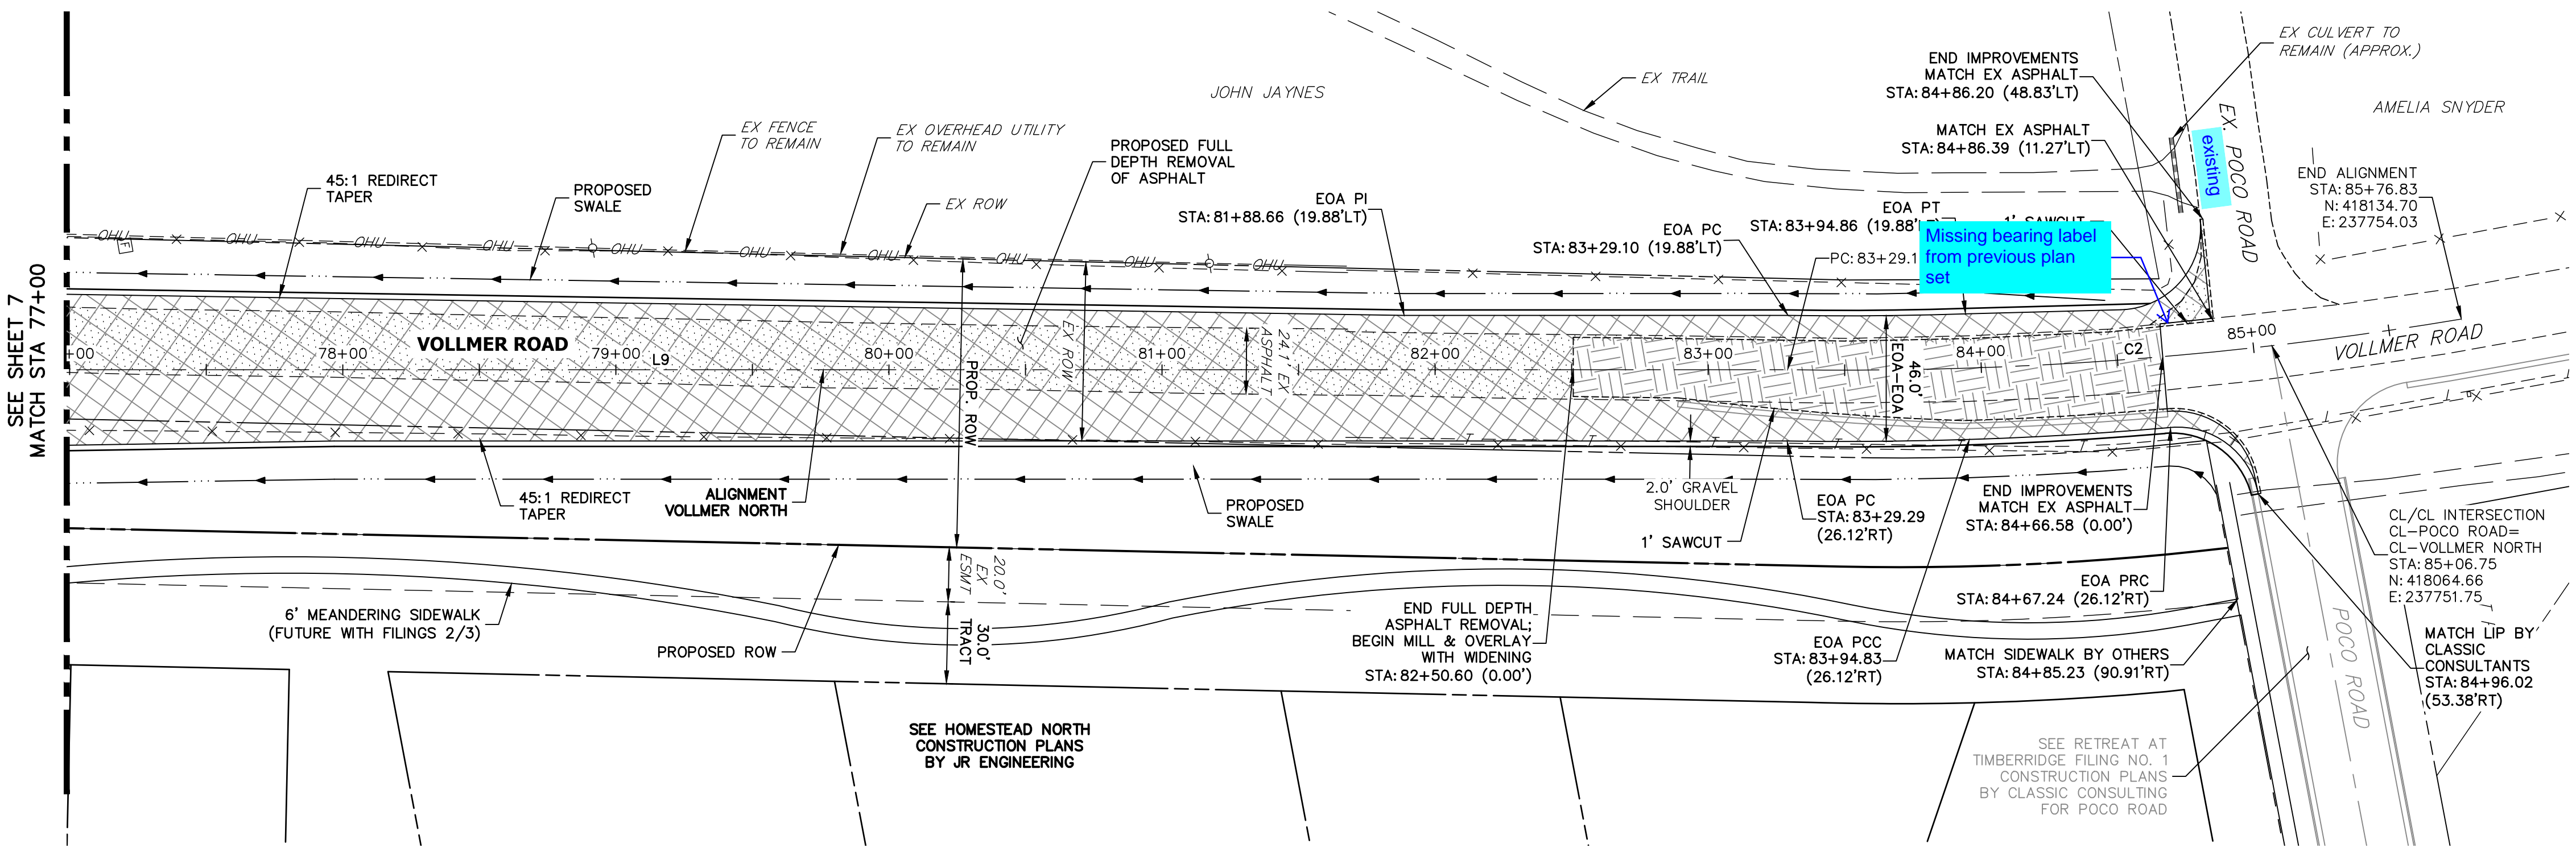 SEE SHEET 7
MATCH STA 77+00
45:1 REDIRECT
TAPER
PROPOSED
SWALE
EX FENCE
TO REMAIN
EX OVERHEAD UTILITY
TO REMAIN
EX ROW
PROPOSED FULL
DEPTH REMOVAL
OF ASPHALT
JOHN JAYNES
EX TRAIL
EOA PI
STA: 81+88.66 (19.88'LT)
EOA PC
STA: 83+29.10 (19.88'LT)
EOA PT
STA: 83+94.86 (19.88'
PC: 83+29.1
1' SAWCUT
Missing bearing label
from previous plan
set
END IMPROVEMENTS
MATCH EX ASPHALT
STA: 84+86.20 (48.83'LT)
MATCH EX ASPHALT
STA: 84+86.39 (11.27'LT)
EX CULVERT TO
REMAIN (APPROX.)
AMELIA SNYDER
existing
EX. POCO ROAD
END ALIGNMENT
STA: 85+76.83
N: 418134.70
E: 237754.03
OHU OHU OHU OHU OHU OHU OHU OHU OHU OHU
F
VOLLMER ROAD
+00
78+00
79+00
L9
80+00
81+00
82+00
83+00
84+00
C2
85+00
VOLLMER ROAD
PROP. ROW
EX ROW
24.1 EX
ASPHALT
46.0'
EOA-EOA
45:1 REDIRECT
TAPER
ALIGNMENT
VOLLMER NORTH
PROPOSED
SWALE
2.0' GRAVEL
SHOULDER
1' SAWCUT
EOA PC
STA: 83+29.29
(26.12'RT)
END IMPROVEMENTS
MATCH EX ASPHALT
STA: 84+66.58 (0.00')
CL/CL INTERSECTION
CL-POCO ROAD=
CL-VOLLMER NORTH
STA: 85+06.75
N: 418064.66
E: 237751.75
20.0'
EX
ESMT
30.0'
TRACT
6' MEANDERING SIDEWALK
(FUTURE WITH FILINGS 2/3)
PROPOSED ROW
END FULL DEPTH
ASPHALT REMOVAL;
BEGIN MILL & OVERLAY
WITH WIDENING
STA: 82+50.60 (0.00')
EOA PCC
STA: 83+94.83
(26.12'RT)
EOA PRC
STA: 84+67.24 (26.12'RT)
MATCH SIDEWALK BY OTHERS
STA: 84+85.23 (90.91'RT)
POCO ROAD
MATCH LIP BY
CLASSIC
CONSULTANTS
STA: 84+96.02
(53.38'RT)
SEE HOMESTEAD NORTH
CONSTRUCTION PLANS
BY JR ENGINEERING
SEE RETREAT AT
TIMBERRIDGE FILING NO. 1
CONSTRUCTION PLANS
BY CLASSIC CONSULTING
FOR POCO ROAD